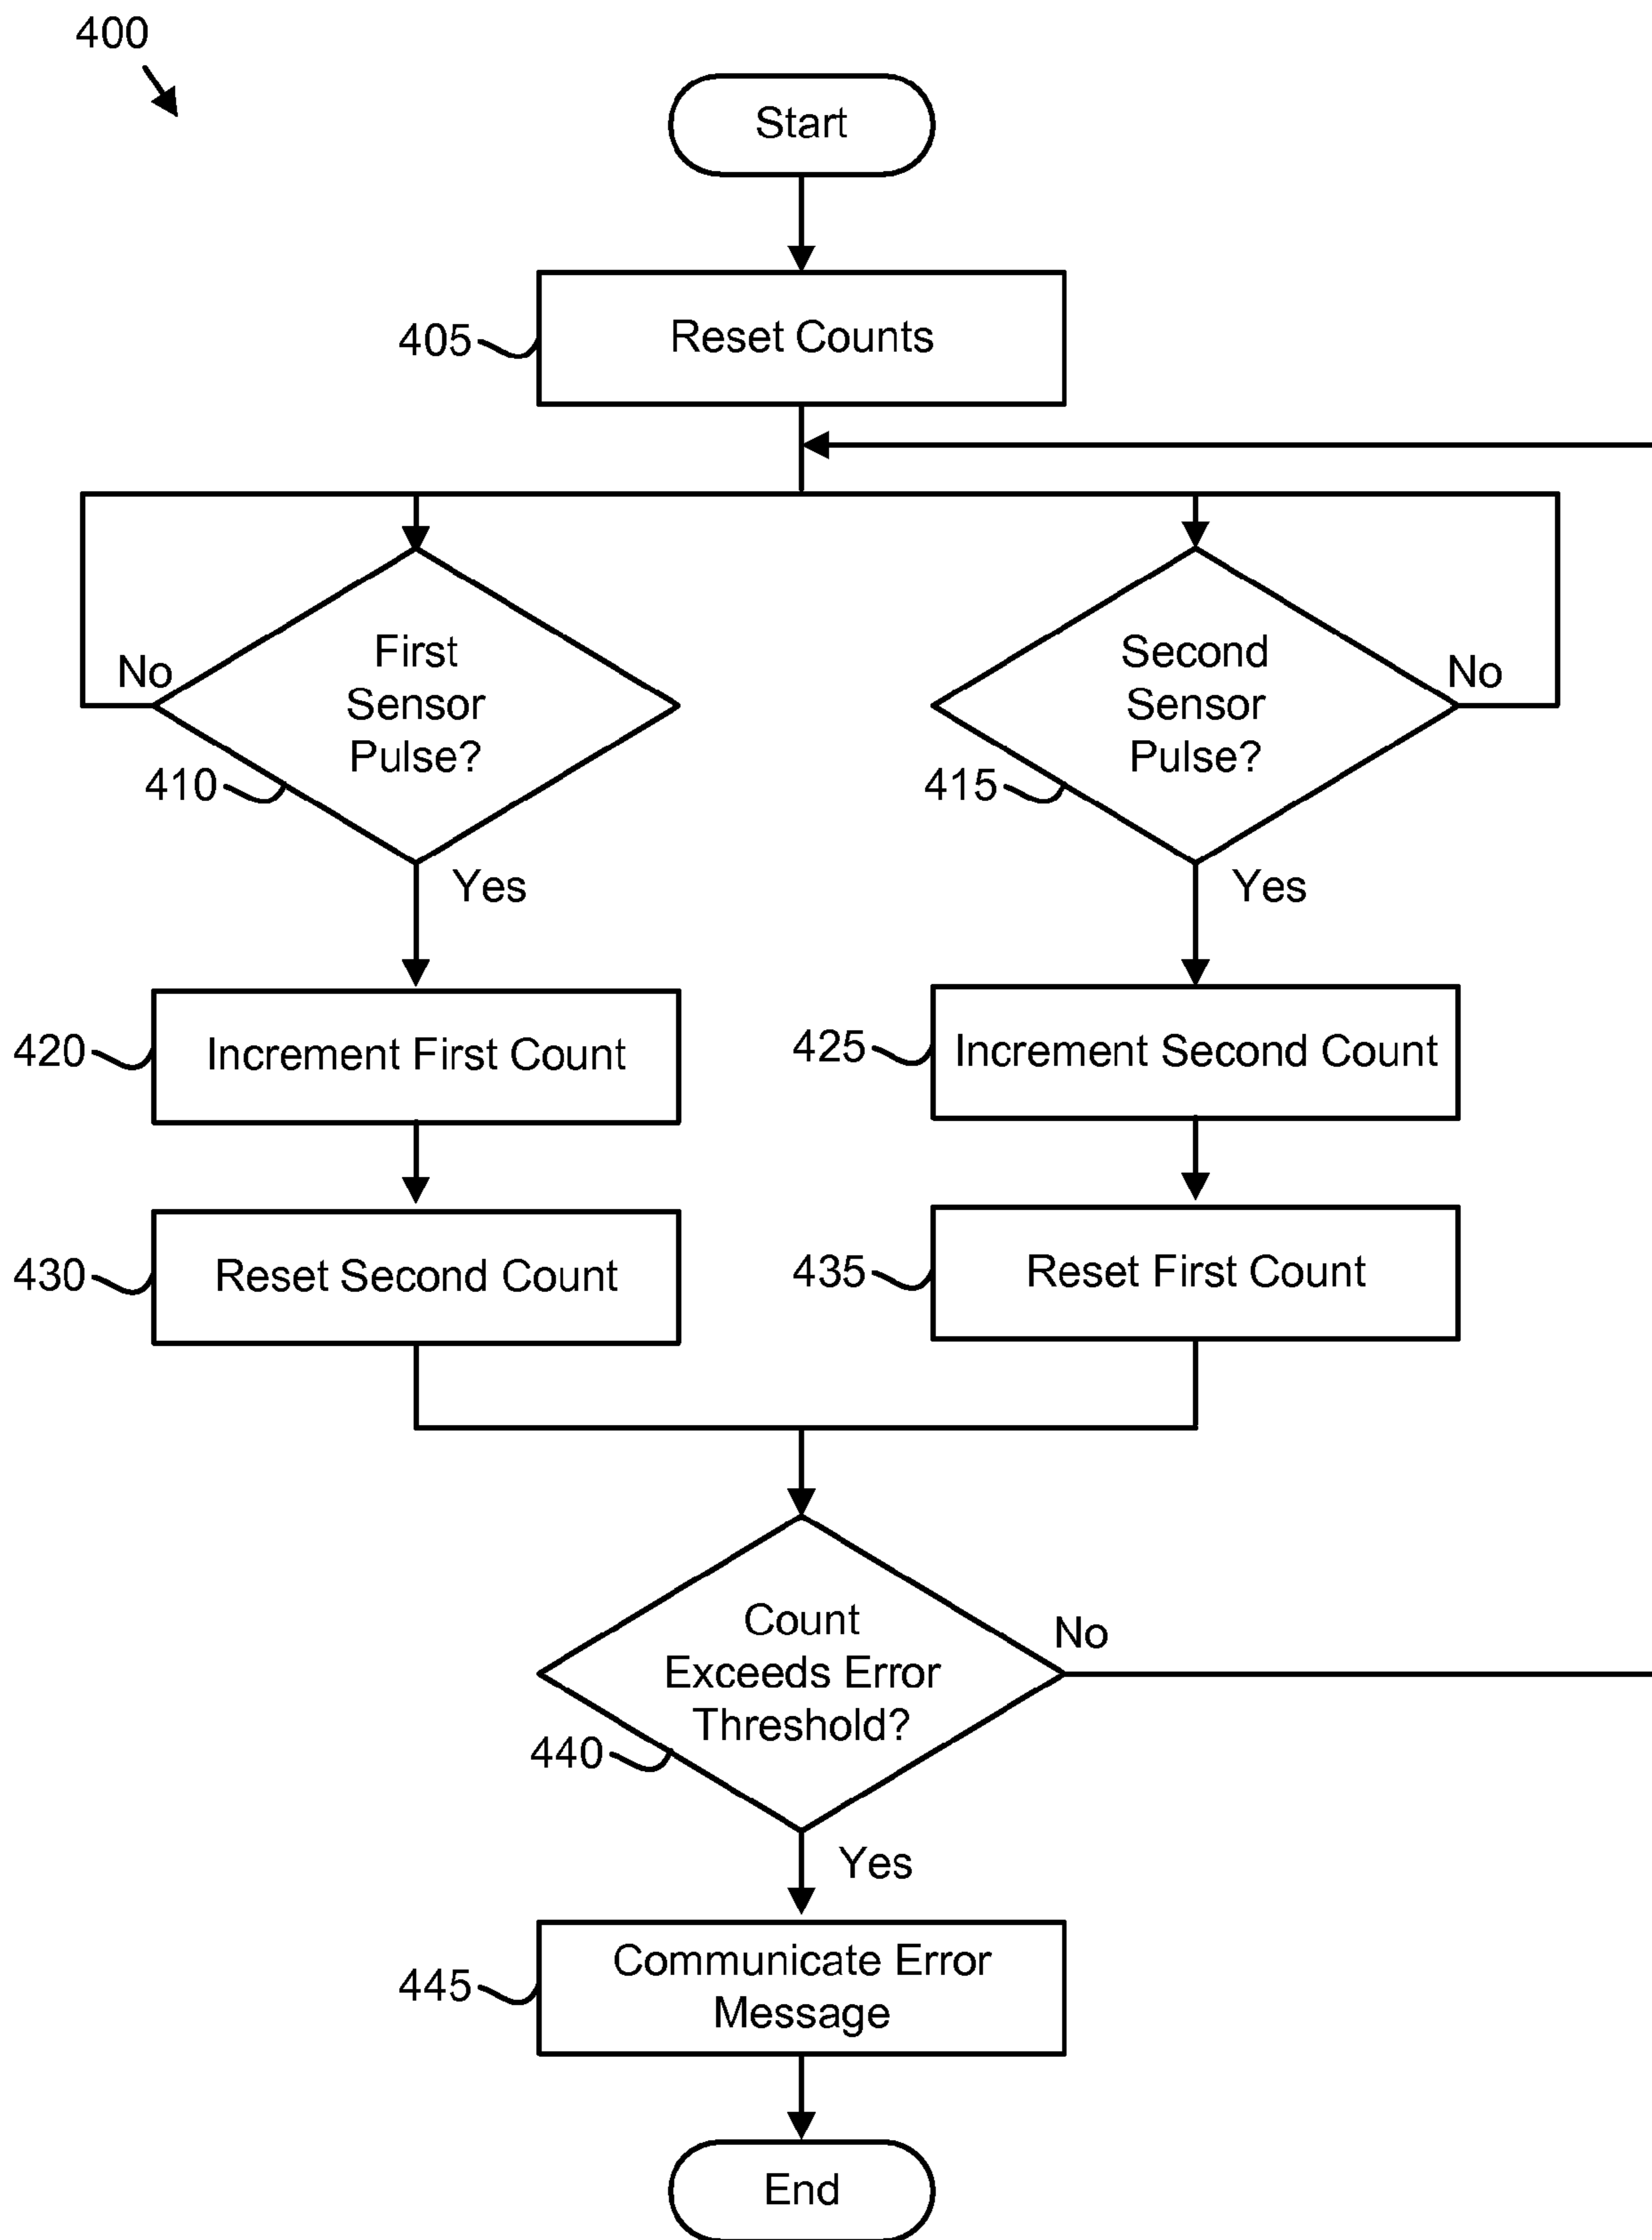 400
Start
405
Reset Counts
No
First
Sensor
Pulse?
410
Yes
Second
Sensor
Pulse?
No
415
Yes
420
Increment First Count
425
Increment Second Count
430
Reset Second Count
435
Reset First Count
Count
Exceeds Error
Threshold?
No
440
Yes
445
Communicate Error
Message
End